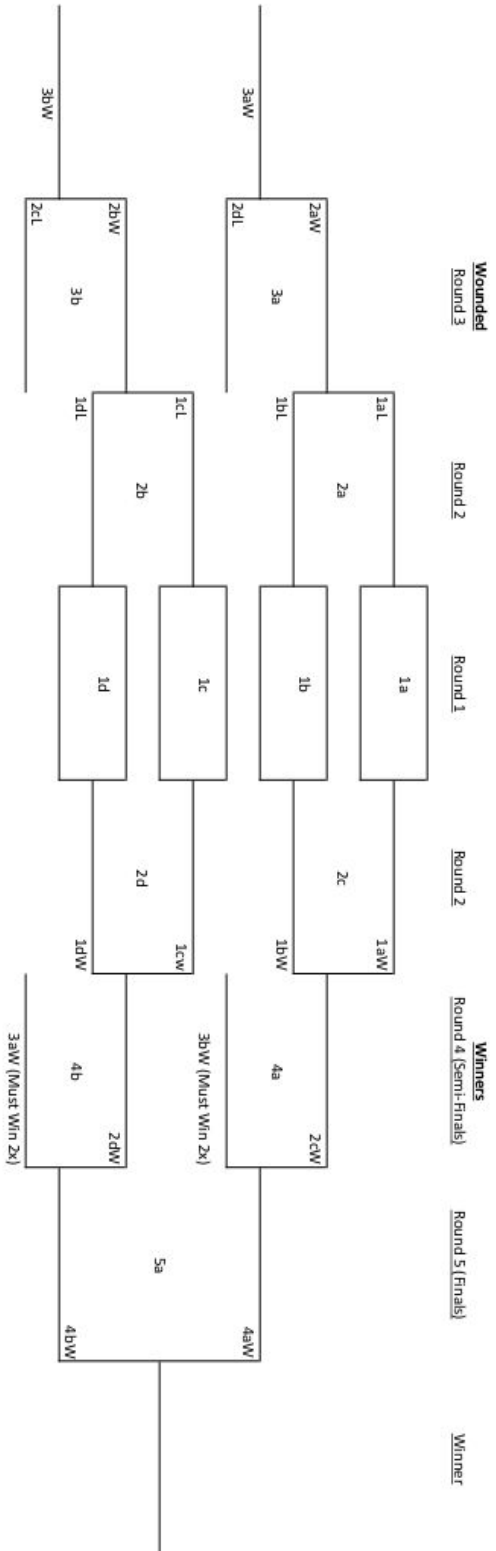 Wounded
Round 3
Round 2
Round 1
Round 2
Winners
Round 4 (Semi-Finals)
Round 5 (Finals)
Winner
1a
1aL
1aW
2a
2c
2aW
1bL
1bW
2cW
1b
3a
4a
3aW
2dL
3bW (Must Win 2x)
4aW
1c
1cL
1cw
2b
2d
5a
2bW
1dL
1dW
2dW
1d
3b
4b
3bW
2cL
3aW (Must Win 2x)
4bW